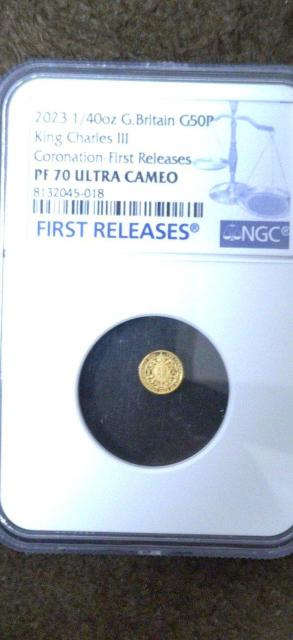 2023 1/40oz G.Britain G50P
King Charles III
Coronation-First Releases
PF 70 ULTRA CAMEO
8132045-018
FIRST RELEASES®
NGC®